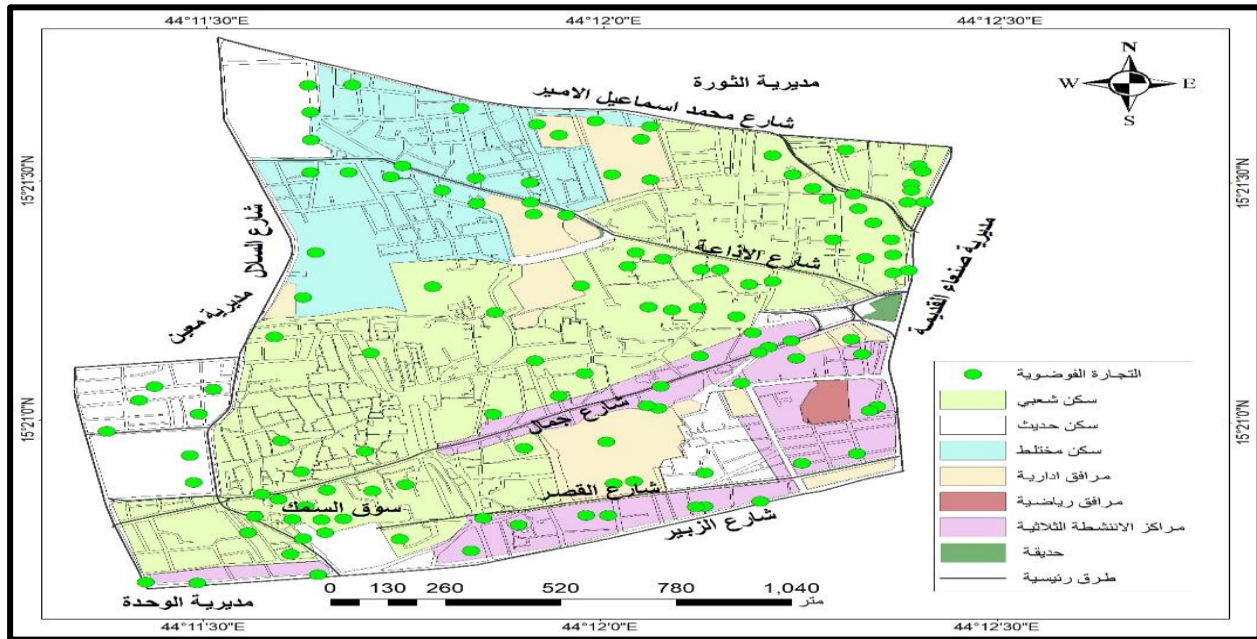 44°11'30"E
44°12'0"E
44°12'30"E
N
W E
S
مديرية الثورة
شارع محمد اسماعيل الامير
15°21'30"N
15°21'30"N
شارع السلال
شارع الاذاعة
مديرية صنعاء القديمة
مديرية معين
15°21'0"N
15°21'0"N
شارع جمال
شارع القصر
سوق السمك
شارع الزبير
مديرية الوحدة
التجارة الفوضوية
سكن شعبي
سكن حديث
سكن مختلط
مرافق ادارية
مرافق رياضية
مراكز الانتشطة الثلاثية
حديقة
طرق رئيسية
0 130 260 520 780 1,040
متر
44°11'30"E
44°12'0"E
44°12'30"E